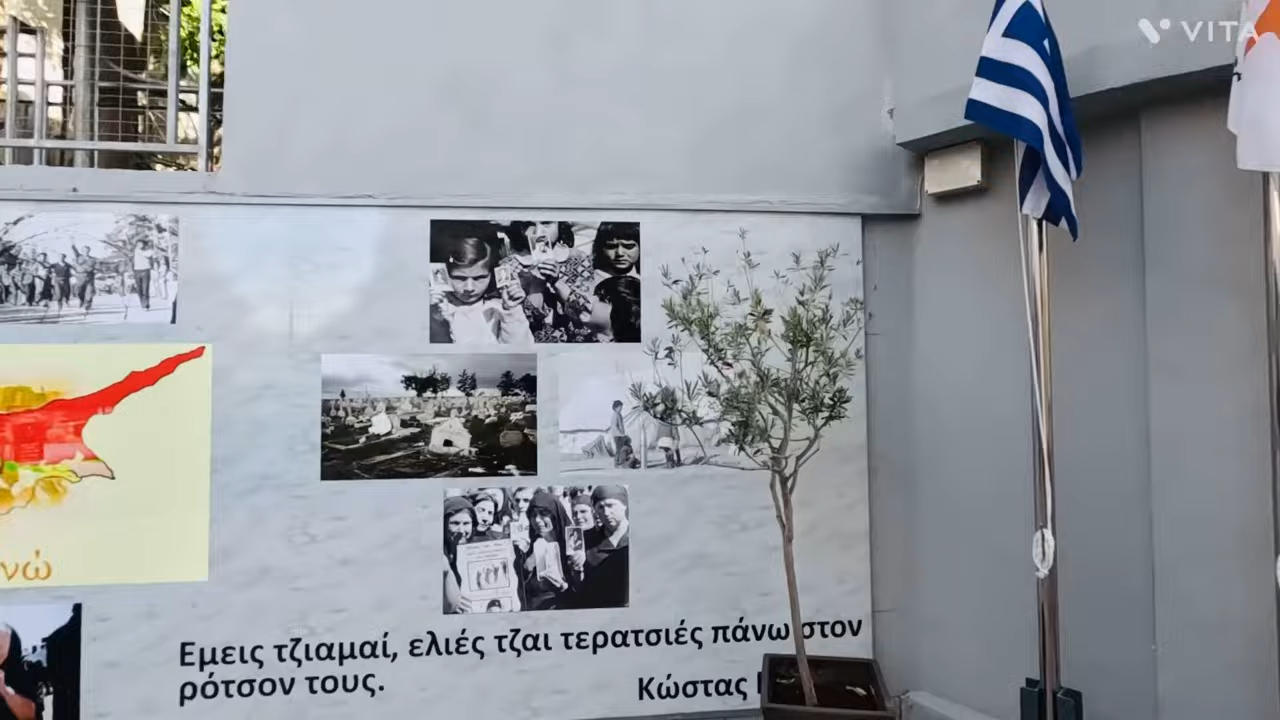 VITA
νώ
Εμεις τζιαμαί, ελιές τζαι τερατσιές πάνω στον
ρότσον τους.
Κώστας